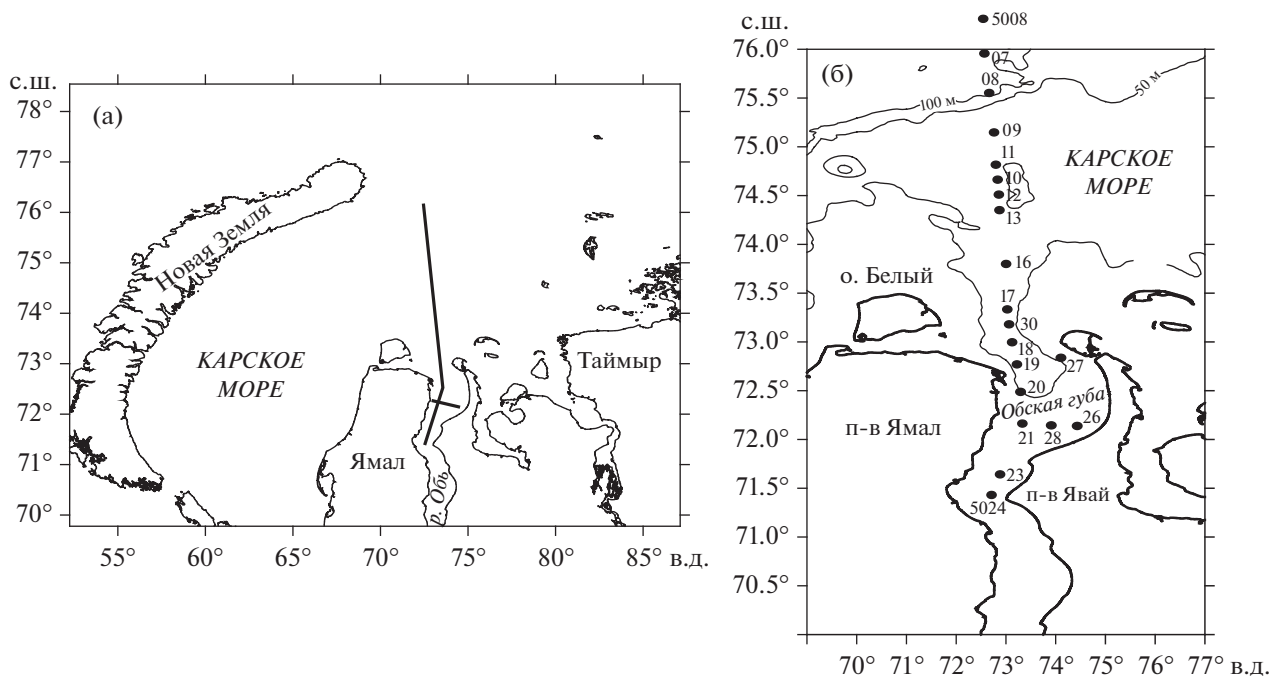 с.ш.
78°
77°
76°
75°
74°
73°
72°
71°
70°
(а)
Новая Земля
КАРСКОЕ
МОРЕ
Таймыр
Ямал
р. Обь
55°
60°
65°
70°
75°
80°
85°
в.д.
с.ш.
76.0°
75.5°
75.0°
74.5°
74.0°
73.5°
73.0°
72.5°
72.0°
71.5°
71.0°
70.5°
(б)
5008
07
08
100 м
50 м
09
11
10
12
13
КАРСКОЕ
МОРЕ
16
о. Белый
17
30
18
19
27
20
Обская губа
26
п-в Ямал
21
28
23
п-в Явай
5024
70°
71°
72°
73°
74°
75°
76°
77°
в.д.